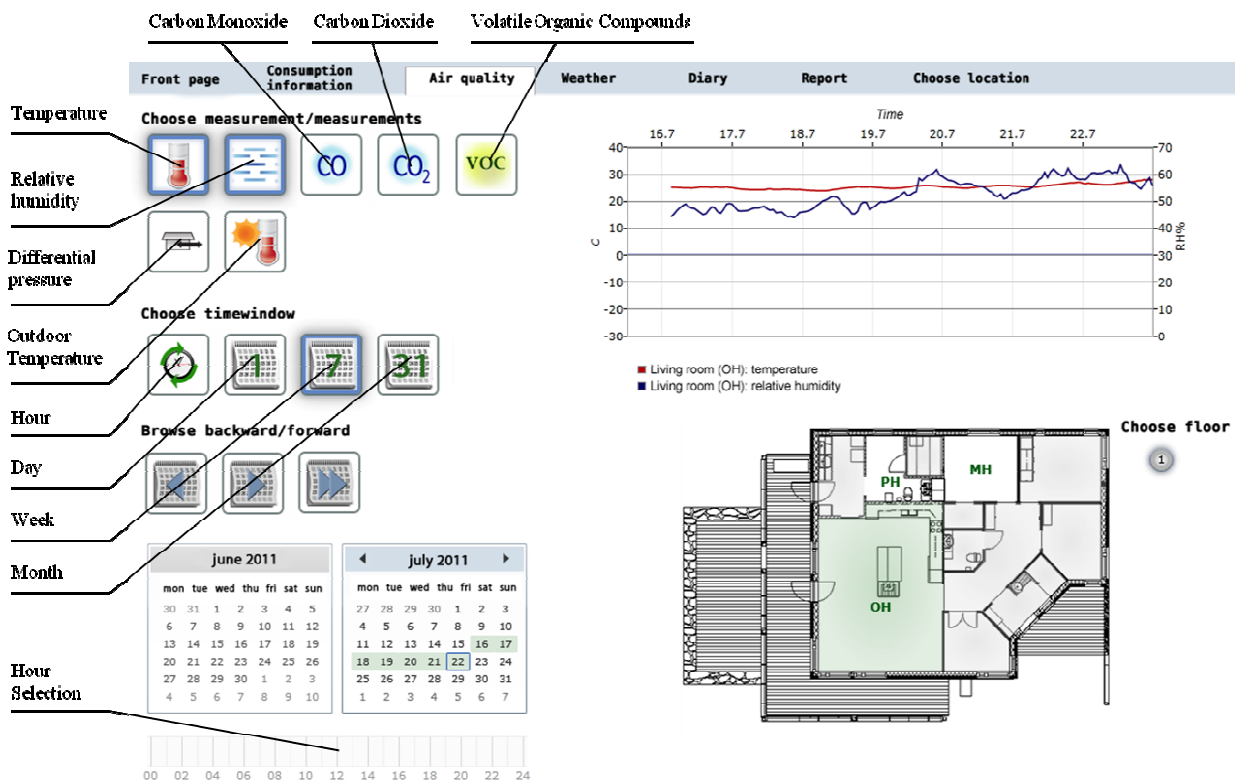 Carbon Monoxide
Carbon Dioxide
Volatile Organic Compounds
Front page
Consumption
information
Air quality
Weather
Diary
Report
Choose location
Temperature
Relative
humidity
Differential
pressure
Outdoor
Temperature
Hour
Day
Week
Month
Hour
Selection
Choose measurement/measurements
CO
CO2
VOC
Choose timewindow
1
7
31
Browse backward/forward
june 2011
mon tue wed thu fri sat sun
30 31 1 2 3 4 5
6 7 8 9 10 11 12
13 14 15 16 17 18 19
20 21 22 23 24 25 26
27 28 29 30 1 2 3
4 5 6 7 8 9 10
july 2011
mon tue wed thu fri sat sun
27 28 29 30 1 2 3
4 5 6 7 8 9 10
11 12 13 14 15 16 17
18 19 20 21 22 23 24
25 26 27 28 29 30 31
1 2 3 4 5 6 7
00 02 04 06 08 10 12 14 16 18 20 22 24
Time
15.7 17.7 18.7 19.7 20.7 21.7 22.7
40 70
30 60
20 50
10 40
0 30
-10 20
-20 10
-30 0
C
RH%
Living room (OH): temperature
Living room (OH): relative humidity
Choose floor
1
PH
MH
OH